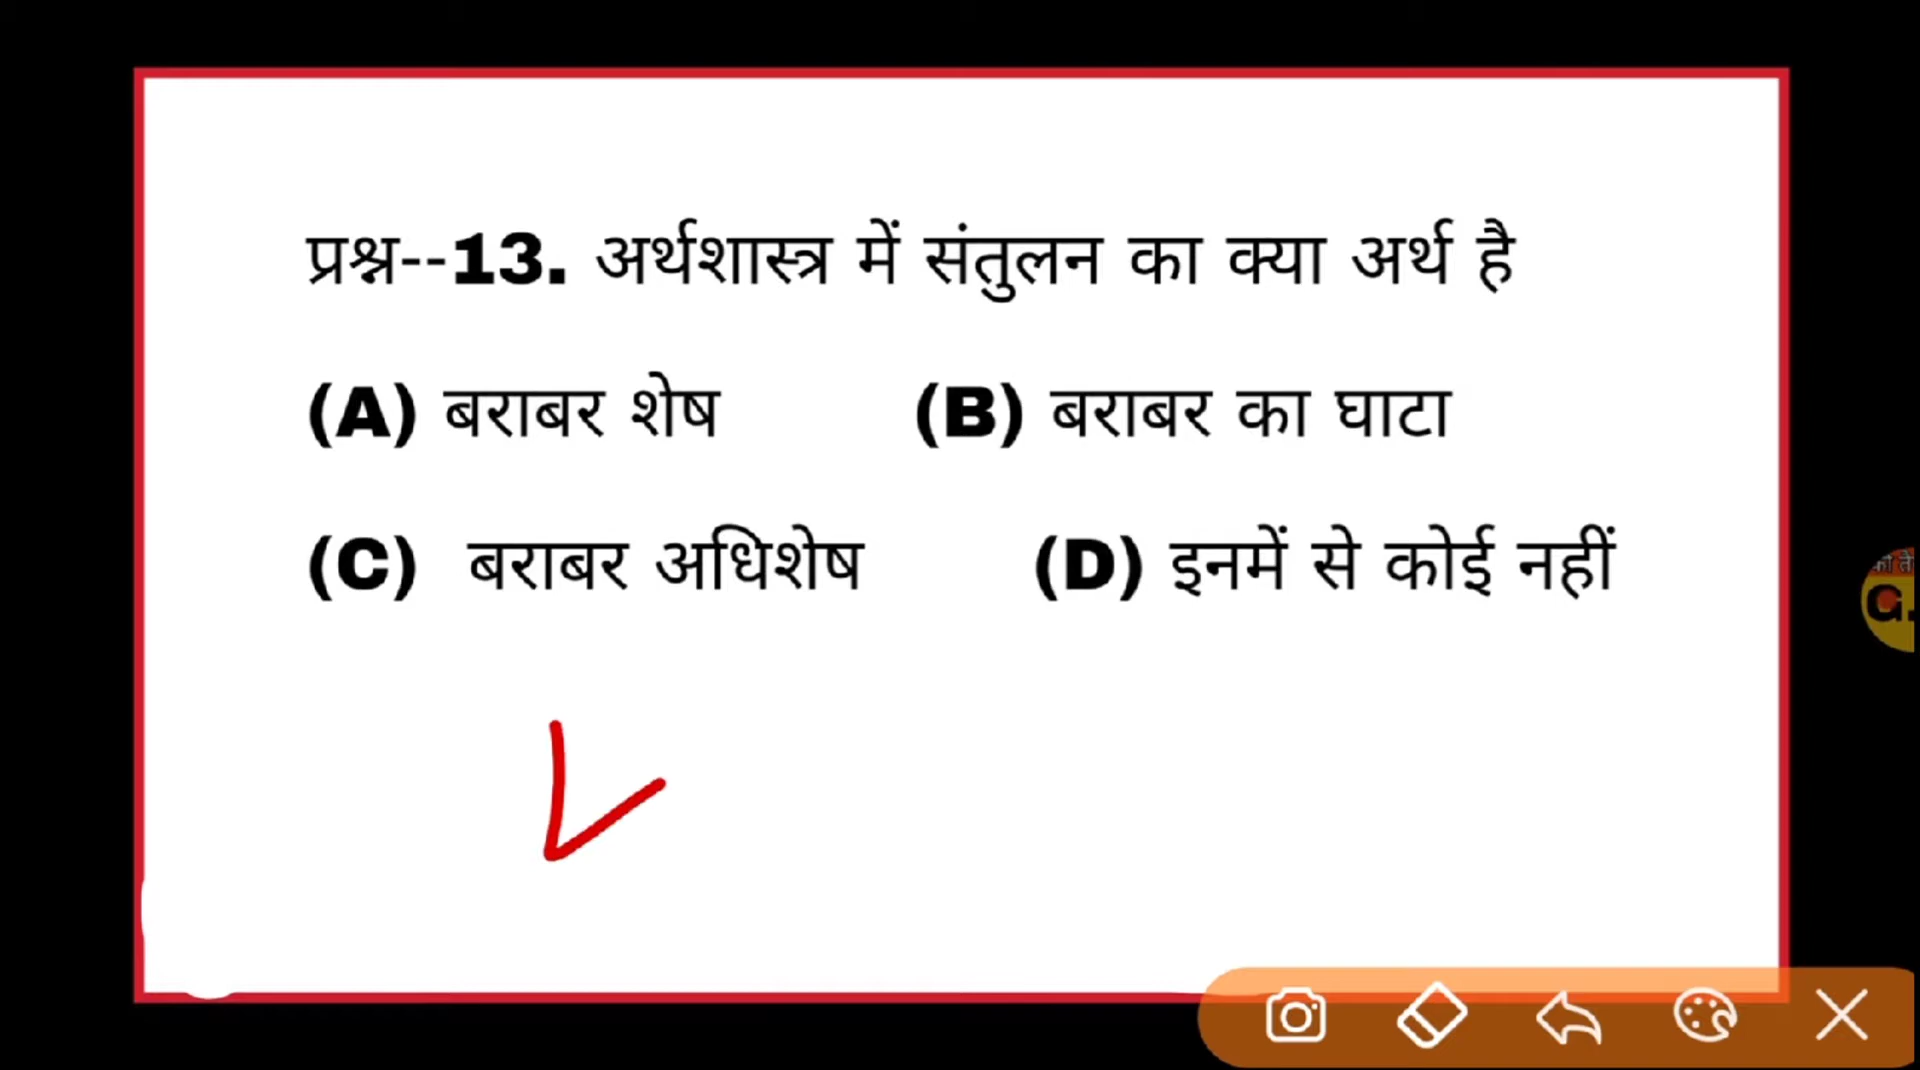 प्रश्न--13. अर्थशास्त्र में संतुलन का क्या अर्थ है
(A) बराबर शेष (B) बराबर का घाटा
(C) बराबर अधिशेष (D) इनमें से कोई नहीं